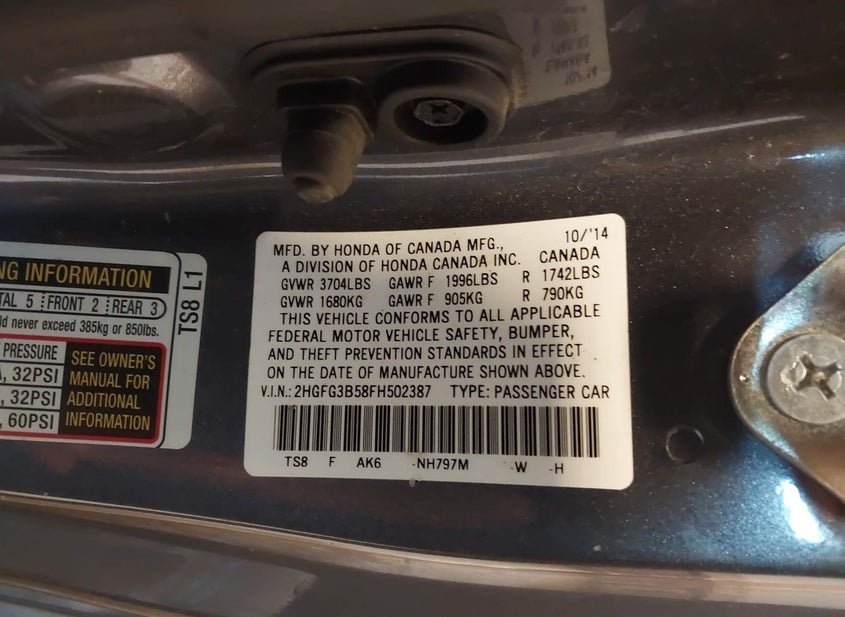 NG INFORMATION
TAL 5 FRONT 2 REAR 3
ld never exceed 385kg or 850lbs.
PRESSURE
, 32PSI
, 32PSI
, 60PSI
SEE OWNER'S
MANUAL FOR
ADDITIONAL
INFORMATION
TS8 L1
MFD. BY HONDA OF CANADA MFG., 10/'14
A DIVISION OF HONDA CANADA INC. CANADA
GVWR 3704LBS GAWR F 1996LBS R 1742LBS
GVWR 1680KG GAWR F 905KG R 790KG
THIS VEHICLE CONFORMS TO ALL APPLICABLE
FEDERAL MOTOR VEHICLE SAFETY, BUMPER,
AND THEFT PREVENTION STANDARDS IN EFFECT
ON THE DATE OF MANUFACTURE SHOWN ABOVE.
V.I.N.: 2HGFG3B58FH502387 TYPE: PASSENGER CAR
TS8 F AK6 -NH797M -W -H